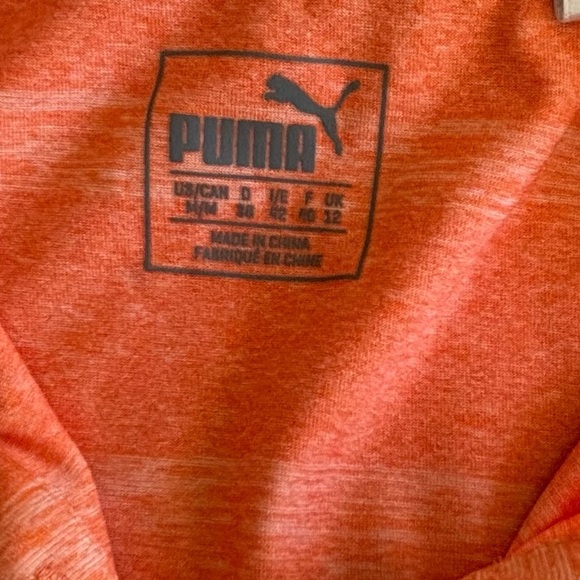 PUMA
US/CAN D I/E F UK
M/M 38 42 40 12
MADE IN CHINA
FABRIQUÉ EN CHINE